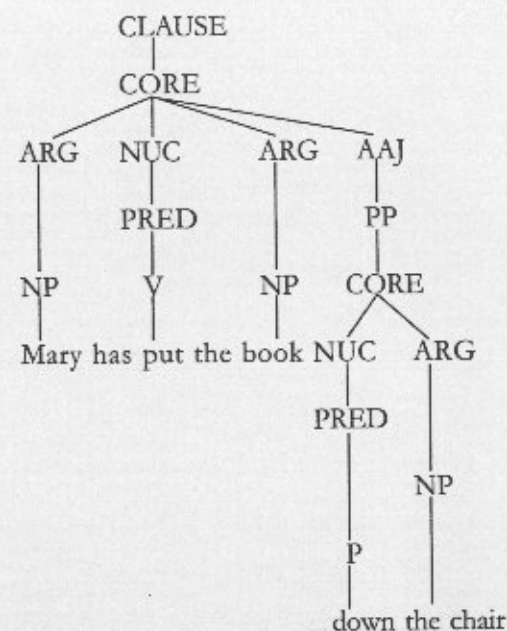 CLAUSE
CORE
ARG NUC ARG AAJ
PRED PP
NP V NP CORE
Mary has put the book NUC ARG
PRED
NP
P
down the chair